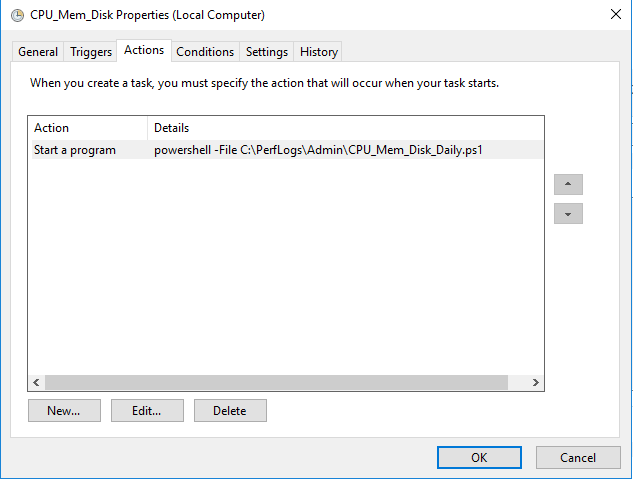 CPU_Mem_Disk Properties (Local Computer)
General Triggers Actions Conditions Settings History
When you create a task, you must specify the action that will occur when your task starts.
Action Details
Start a program powershell -File C:\PerfLogs\Admin\CPU_Mem_Disk_Daily.ps1
New... Edit... Delete
OK Cancel